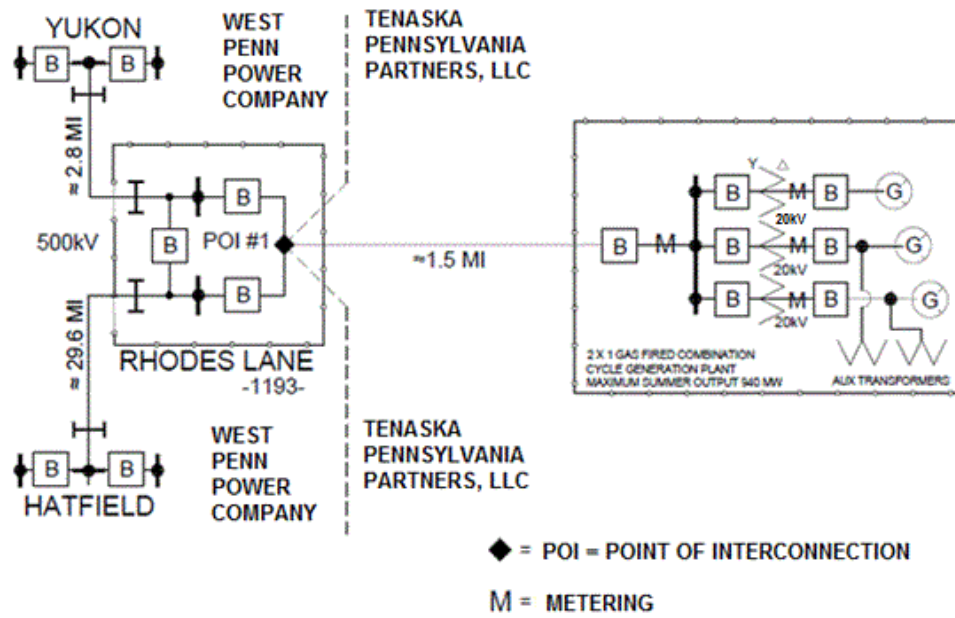 YUKON
B
B
WEST
PENN
POWER
COMPANY
TENASKA
PENNSYLVANIA
PARTNERS, LLC
≈ 2.8 MI
500kV
B
B
POI #1
B
≈ 29.6 MI
RHODES LANE
-1193-
≈1.5 MI
B
M
Y
△
B
M
B
G
20kV
B
M
B
G
20kV
B
M
B
G
20kV
2 X 1 GAS FIRED COMBINATION
CYCLE GENERATION PLANT
MAXIMUM SUMMER OUTPUT 940 MW
AUX TRANSFORMERS
B
B
HATFIELD
WEST
PENN
POWER
COMPANY
TENASKA
PENNSYLVANIA
PARTNERS, LLC
◆ = POI = POINT OF INTERCONNECTION
M = METERING